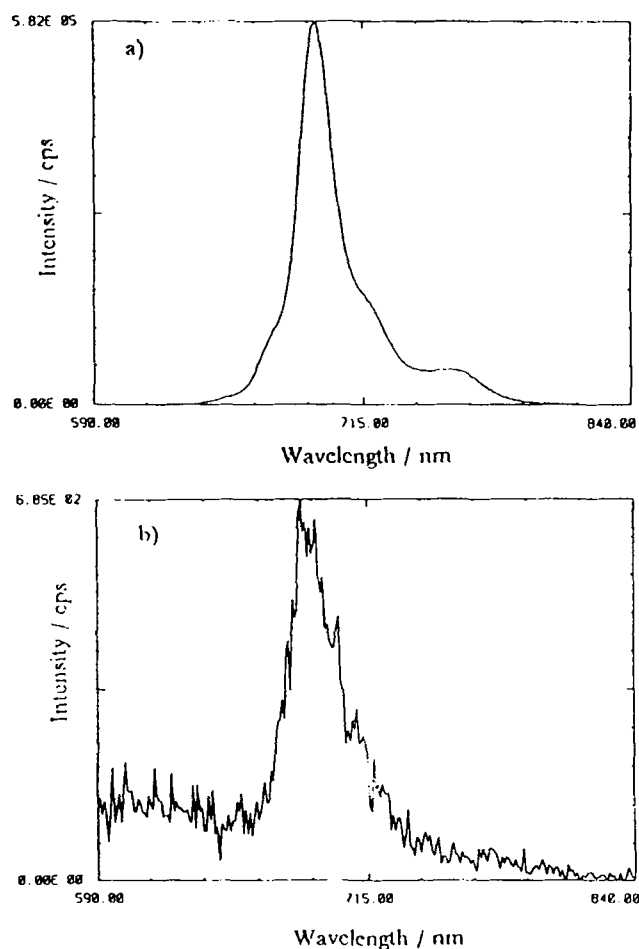 5.82E 05
a)
Intensity / cps
0.00E 00
590.00 715.00 840.00
Wavelength / nm
6.85E 02
b)
Intensity / cps
0.00E 00
590.00 715.00 840.00
Wavelength / nm